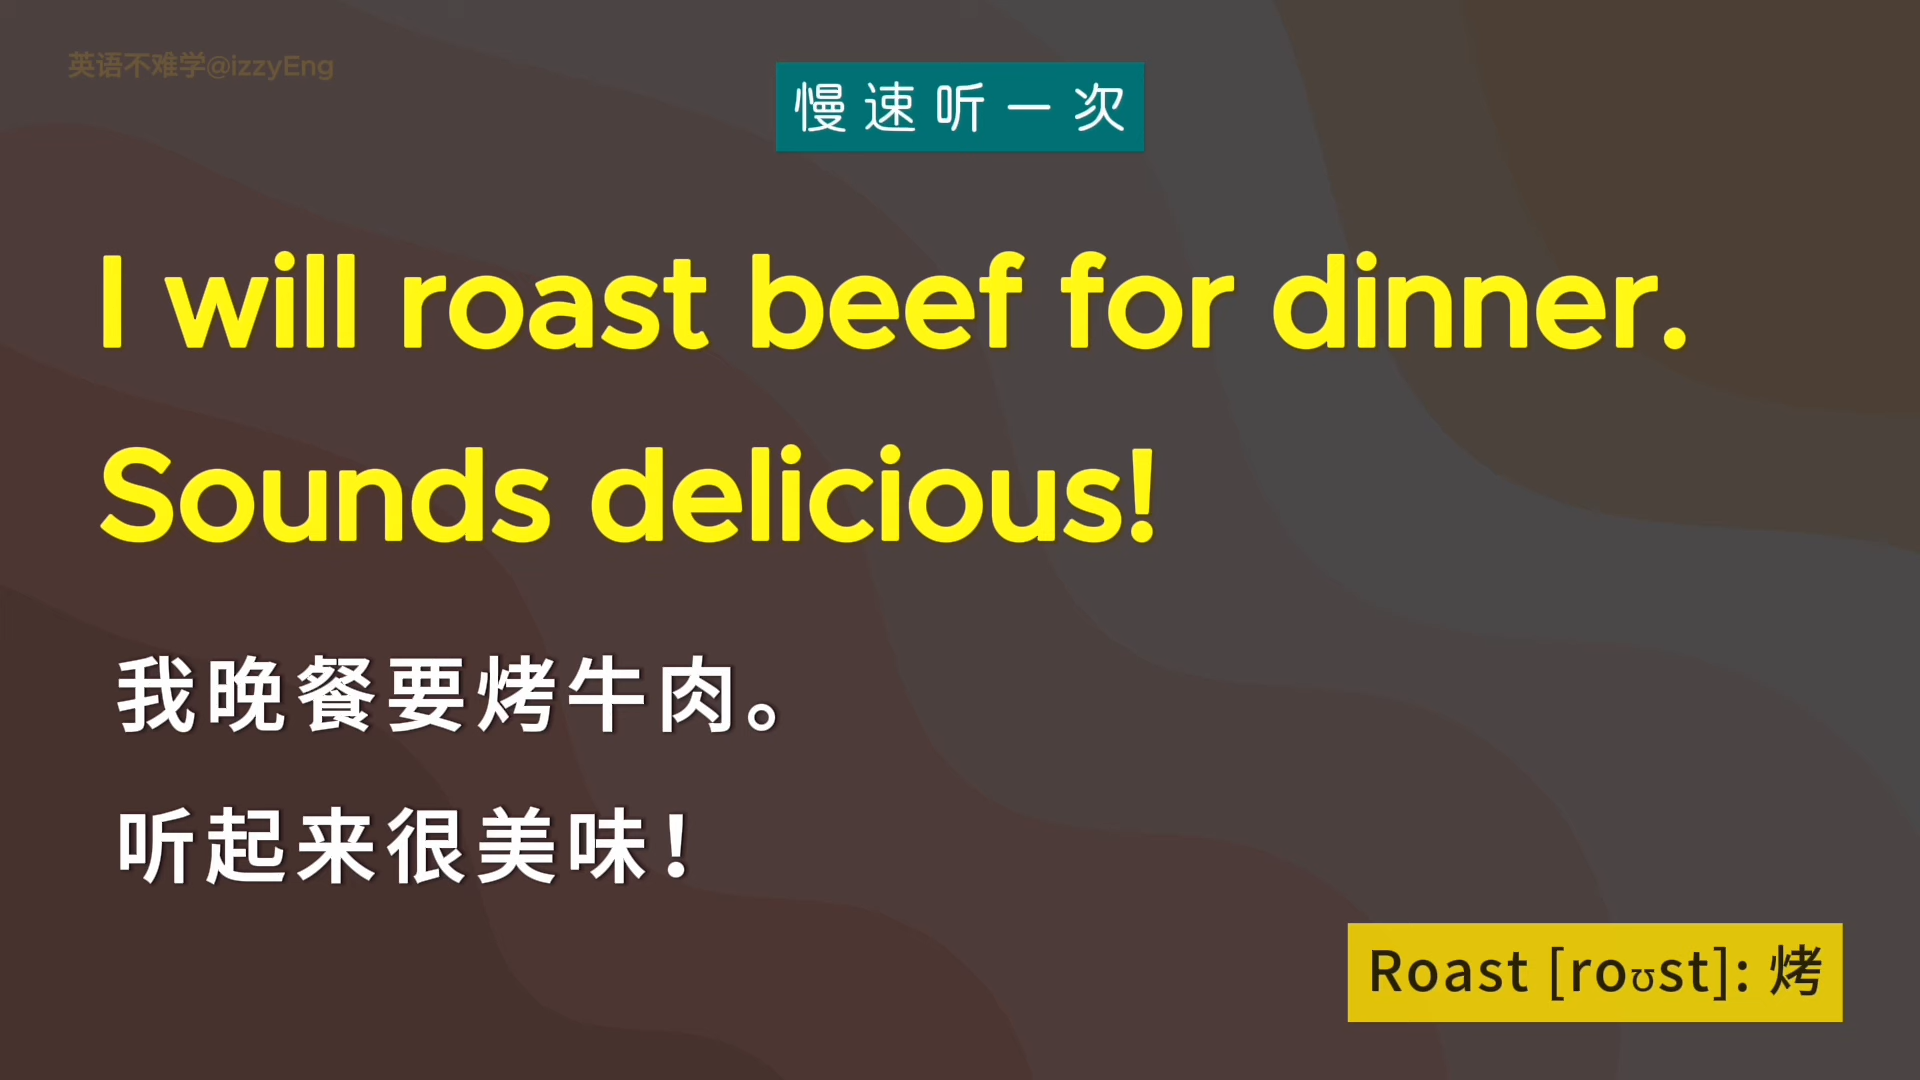 英语不难学@izzyEng
慢速听一次
I will roast beef for dinner.
Sounds delicious!
我晚餐要烤牛肉。
听起来很美味！
Roast [roʊst]: 烤